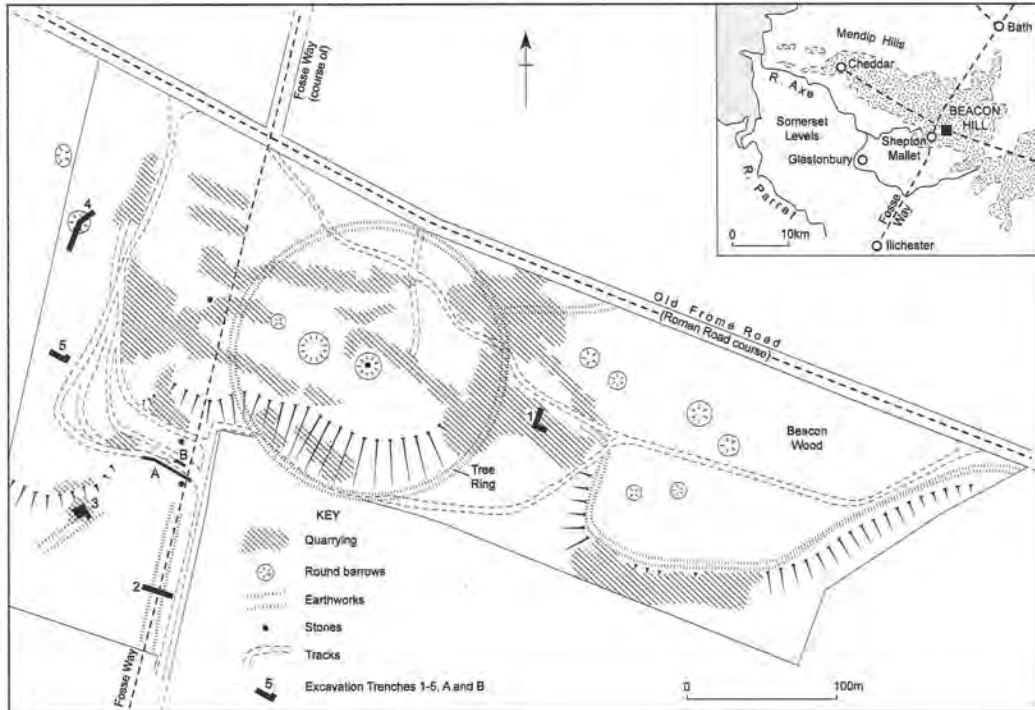 Fosse Way
(course of)
4
5
B
A
3
2
Fosse Way
1
Tree
Ring
Old Frome Road
(Roman Road course)
Beacon
Wood
KEY
Quarrying
Round barrows
Earthworks
Stones
Tracks
5
Excavation Trenches 1-5, A and B
0
100m
Bath
Mendip Hills
Cheddar
R. Axe
BEACON
HILL
Somerset
Levels
Shepton
Mallet
Glastonbury
R. Parrat
Fosse
Way
0
10km
Ilchester